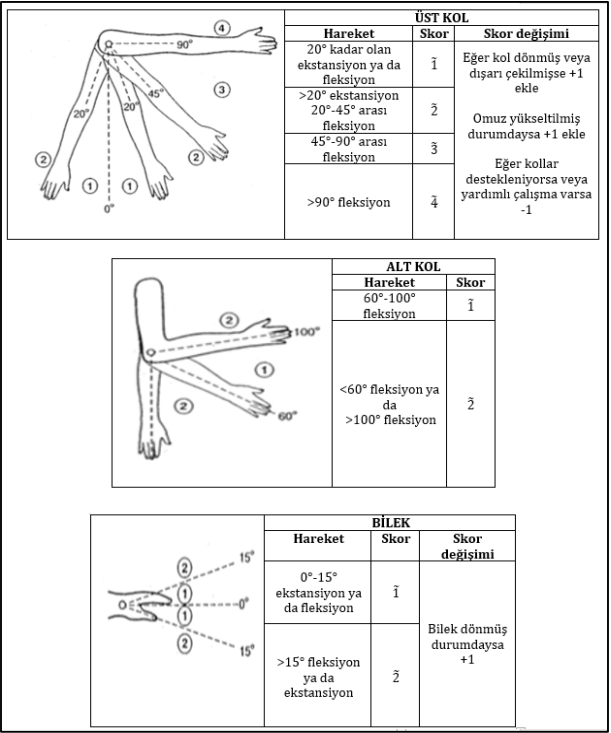 ÜST KOL
Hareket
Skor
Skor değişimi
20° kadar olan
ekstansiyon ya da
fleksiyon
1̃
>20° ekstansiyon
20°-45° arası
fleksiyon
2̃
45°-90° arası
fleksiyon
3̃
>90° fleksiyon
4̃
Eğer kol dönmüş veya
dışarı çekilmişse +1
ekle
Omuz yükseltilmiş
durumdaysa +1 ekle
Eğer kollar
destekleniyorsa veya
yardımlı çalışma varsa
-1
4
90°
3
45°
20°
20°
2
2
1
1
0°
ALT KOL
Hareket
Skor
60°-100°
fleksiyon
1̃
<60° fleksiyon ya
da
>100° fleksiyon
2̃
2
100°
1
2
60°
BİLEK
Hareket
Skor
Skor
değişimi
0°-15°
ekstansiyon ya
da fleksiyon
1̃
>15° fleksiyon
ya da
ekstansiyon
2̃
Bilek dönmüş
durumdaysa
+1
15°
2
1
0°
1
2
15°